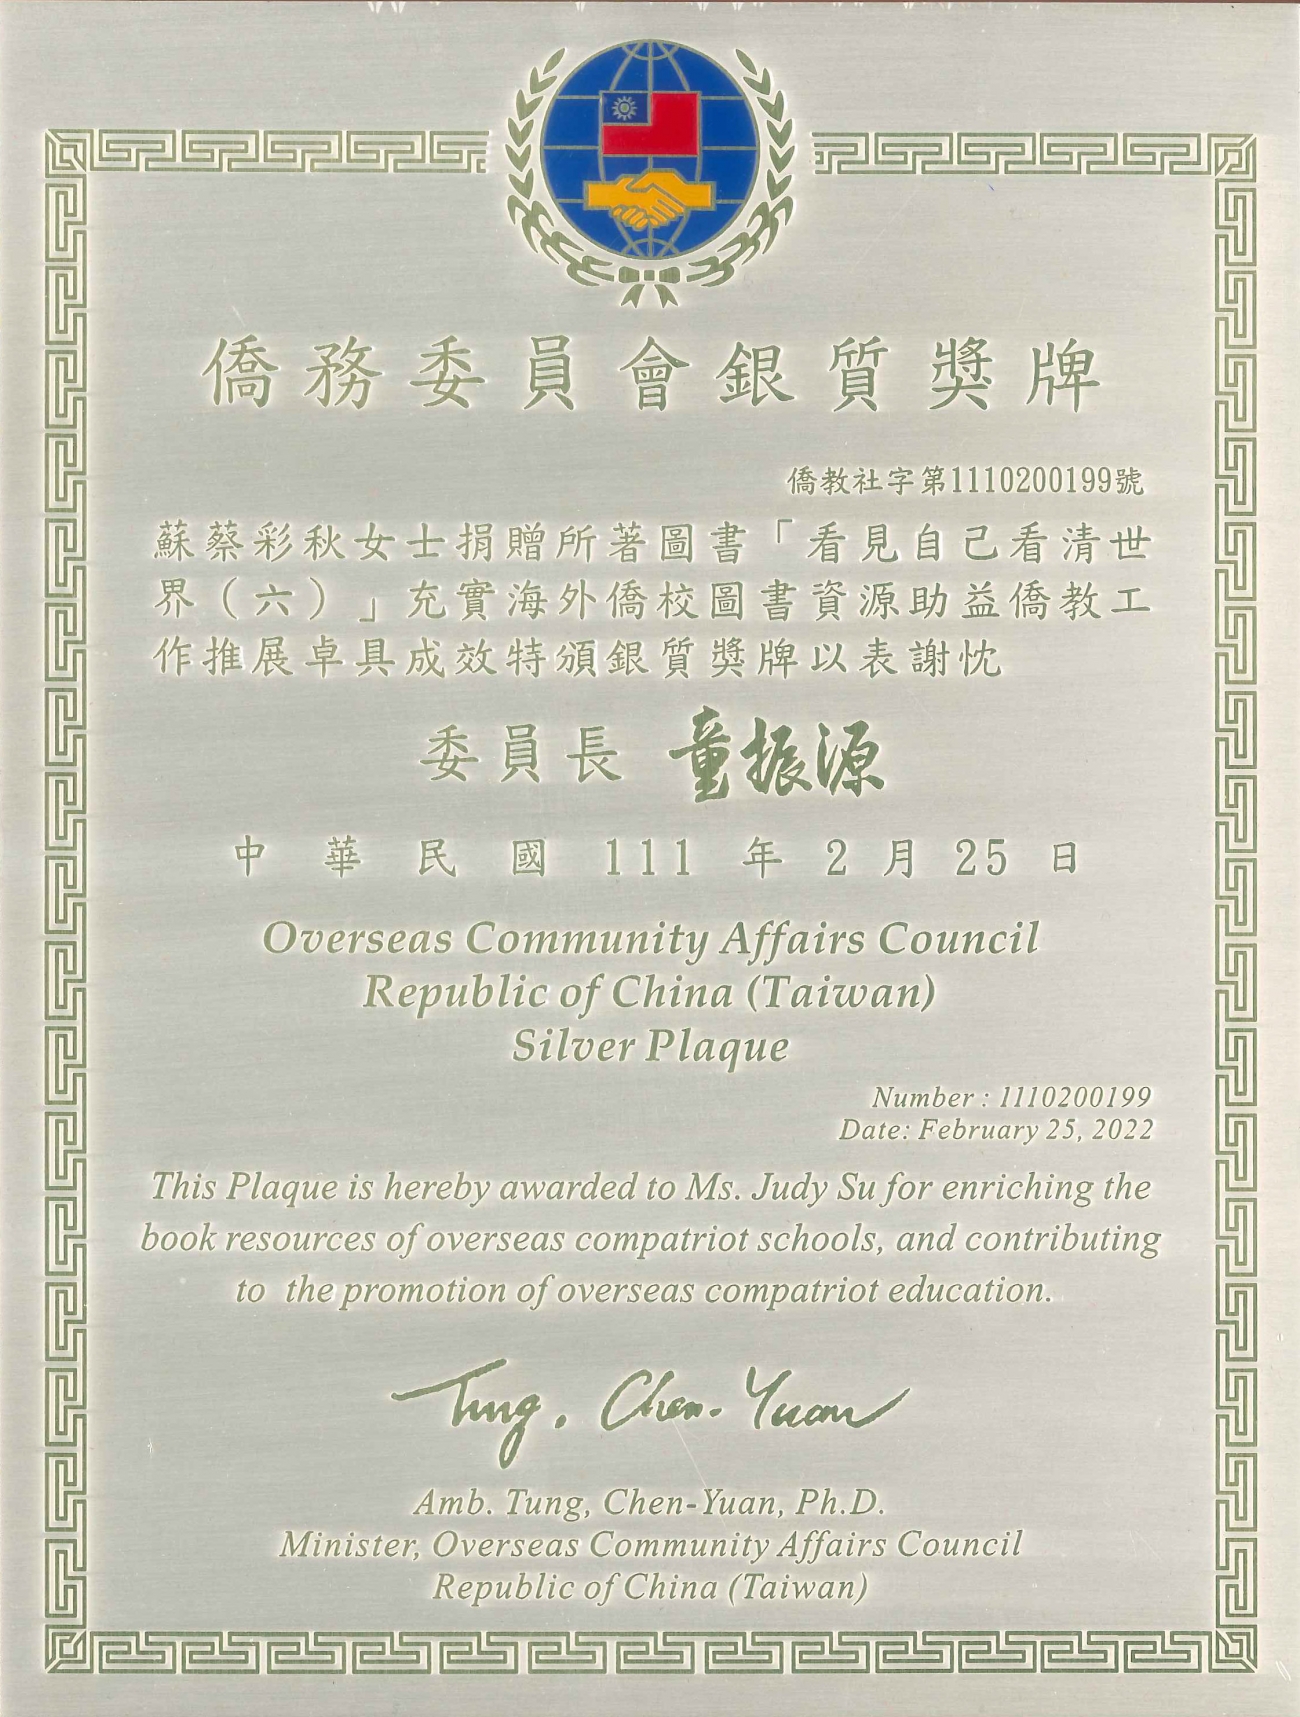 僑務委員會銀質獎牌
僑教社字第1110200199號
蘇蔡彩秋女士捐贈所著圖書「看見自己看清世
界（六）」充實海外僑校圖書資源助益僑教工
作推展卓具成效特頒銀質獎牌以表謝忱
委員長 童振源
中華民國 111 年 2 月 25 日
Overseas Community Affairs Council
Republic of China (Taiwan)
Silver Plaque
Number : 1110200199
Date: February 25, 2022
This Plaque is hereby awarded to Ms. Judy Su for enriching the
book resources of overseas compatriot schools, and contributing
to the promotion of overseas compatriot education.
Tung, Chen-Yuan
Amb. Tung, Chen-Yuan, Ph.D.
Minister, Overseas Community Affairs Council
Republic of China (Taiwan)